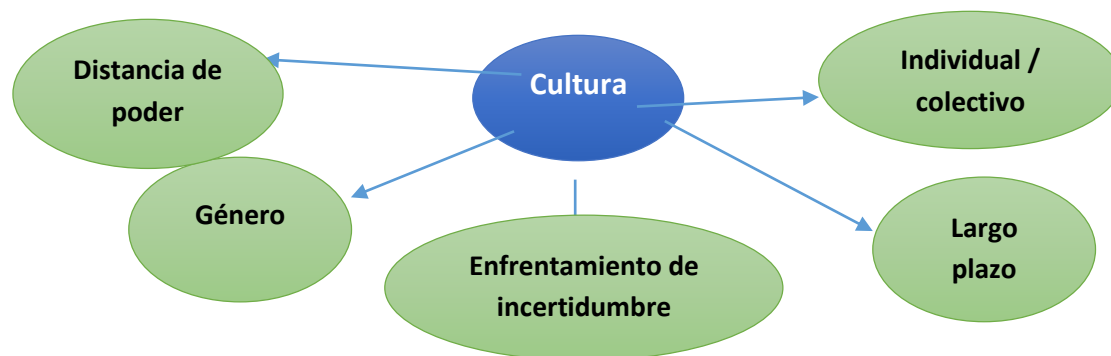 Distancia de
poder
Cultura
Individual /
colectivo
Género
Enfrentamiento de
incertidumbre
Largo
plazo